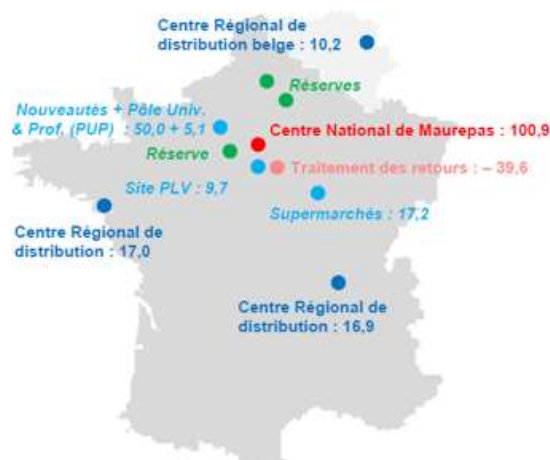 Centre Régional de
distribution belge : 10,2
Réserves
Nouveautés + Pôle Univ.
& Prof. (PUP) : 50,0 + 5,1
Centre National de Maurepas : 100,9
Réserve
Traitement des retours : – 39,6
Site PLV : 9,7
Supermarchés : 17,2
Centre Régional de
distribution : 17,0
Centre Régional de
distribution : 16,9